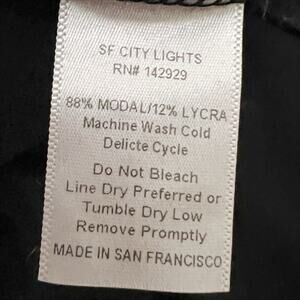 SF CITY LIGHTS
RN# 142929
88% MODAL/12% LYCRA
Machine Wash Cold
Delicte Cycle
Do Not Bleach
Line Dry Preferred or
Tumble Dry Low
Remove Promptly
MADE IN SAN FRANCISCO